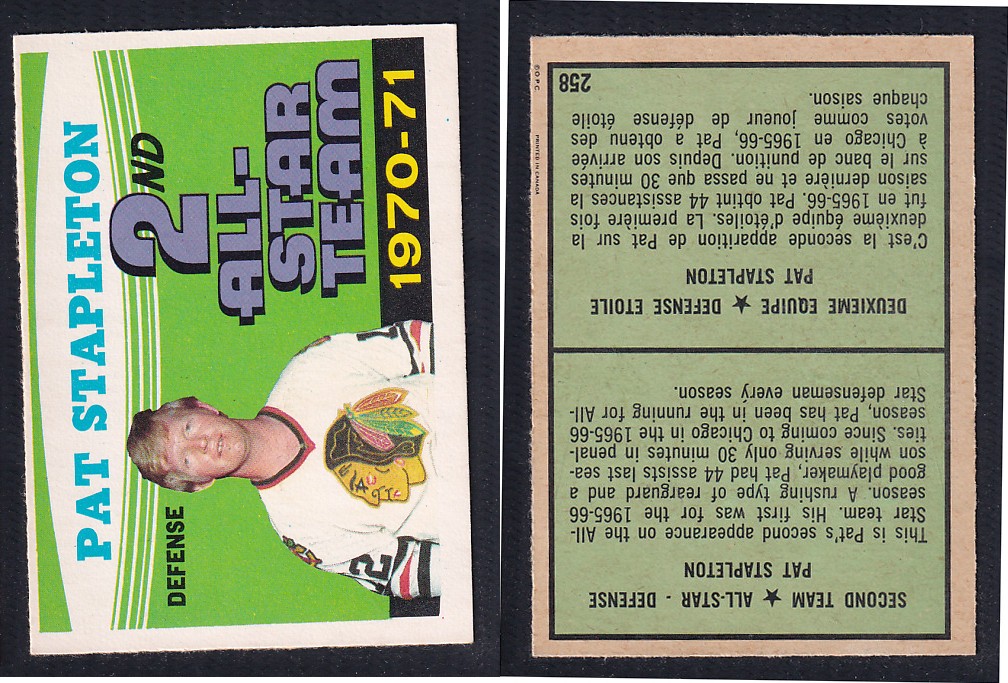 PAT STAPLETON
2ND
ALL-
STAR
TEAM
1970-71
DEFENSE
12
SECOND TEAM ★ ALL-STAR - DEFENSE
PAT STAPLETON
This is Pat's second appearance on the All-
Star team. His first was for the 1965-66
season. A rushing type of rearguard and a
good playmaker, Pat had 44 assists last sea-
son while serving only 30 minutes in penal-
ties. Since coming to Chicago in the 1965-66
season, Pat has been in the running for All-
Star defenseman every season.
DEUXIEME EQUIPE ★ DEFENSE ETOILE
PAT STAPLETON
C'est la seconde apparition de Pat sur la
deuxième équipe d'étoiles. La première fois
fut en 1965-66. Pat obtint 44 assistances la
saison dernière et ne passa que 30 minutes
sur le banc de punition. Depuis son arrivée
à Chicago en 1965-66, Pat a obtenu des
votes comme joueur de défense étoile
chaque saison.
258
©O.P.C.
PRINTED IN CANADA